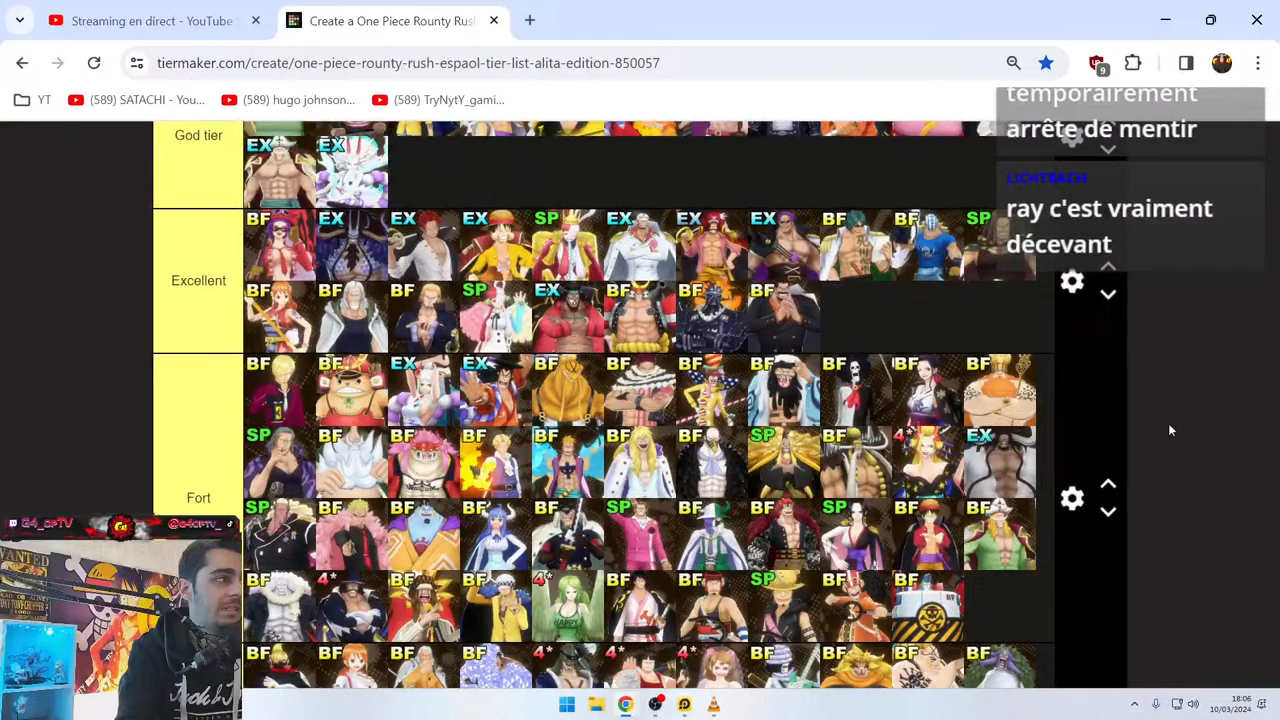 Streaming en direct - YouTube S
Create a One Piece Rounty Rush
tiermaker.com/create/one-piece-rounty-rush-espaol-tier-list-alita-edition-850057
9
YT
(589) SATACHI - You...
(589) hugo johnson...
(589) TryNytY_gami...
temporairement
arrête de mentir
LICHTBACH
ray c'est vraiment
décevant
God tier
EX EX
Excellent
BF EX EX EX SP EX EX EX BF BF SP
BF BF BF SP EX BF BF BF
Fort
BF BF EX EX BF BF BF BF BF BF BF
SP BF BF BF BF BF BF SP BF 4* EX
SP BF BF BF BF SP BF BF SP BF BF
BF 4* BF BF 4* BF BF SP BF BF
BF BF BF BF 4* 4* 4* BF BF BF BF
G4_OPTV
@G4OPTV_
WANTED
18:06
10/03/2024